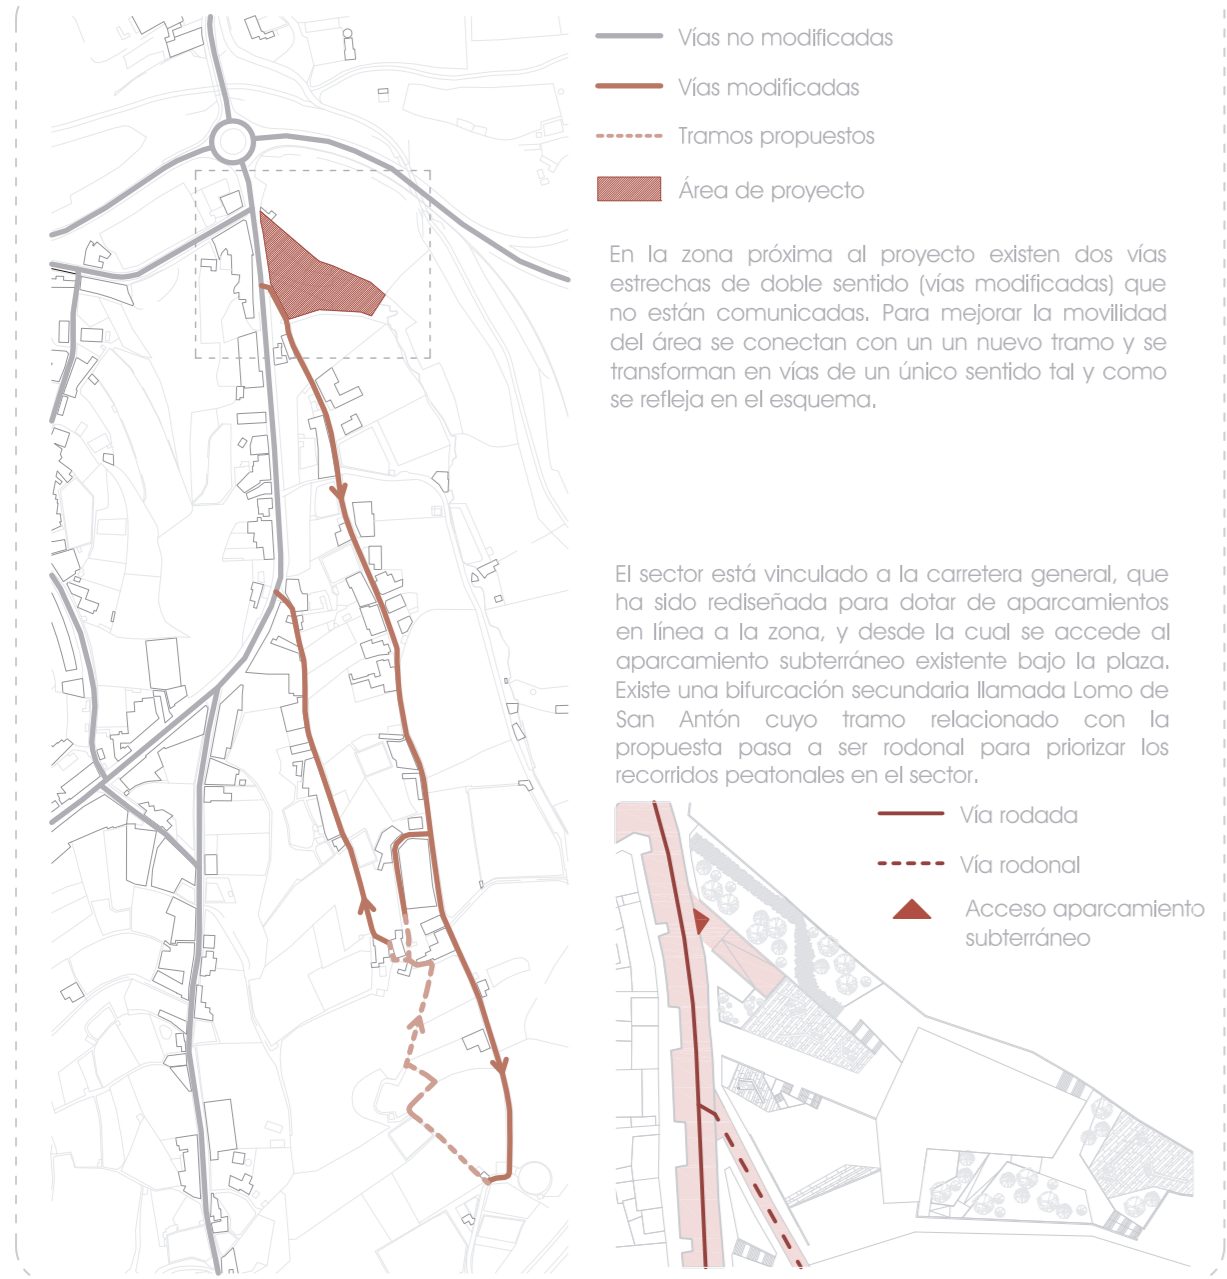 Vías no modificadas
Vías modificadas
Tramos propuestos
Área de proyecto
En la zona próxima al proyecto existen dos vías
estrechas de doble sentido (vías modificadas) que
no están comunicadas. Para mejorar la movilidad
del área se conectan con un un nuevo tramo y se
transforman en vías de un único sentido tal y como
se refleja en el esquema.
El sector está vinculado a la carretera general, que
ha sido rediseñada para dotar de aparcamientos
en línea a la zona, y desde la cual se accede al
aparcamiento subterráneo existente bajo la plaza.
Existe una bifurcación secundaria llamada Lomo de
San Antón cuyo tramo relacionado con la
propuesta pasa a ser rodonal para priorizar los
recorridos peatonales en el sector.
Vía rodada
Vía rodonal
Acceso aparcamiento
subterráneo